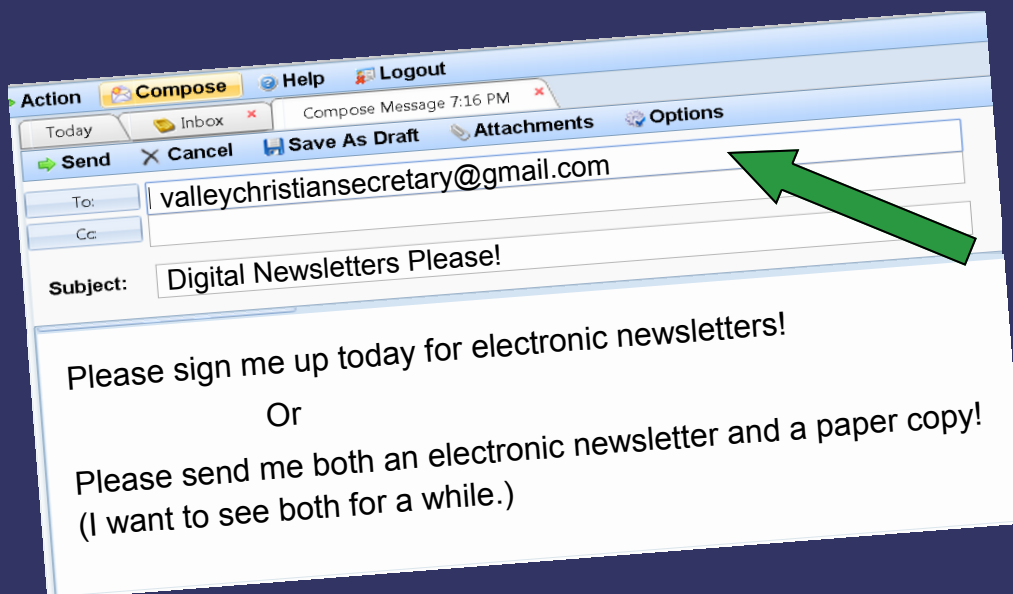 Action Compose Help Logout
Today Inbox × Compose Message 7:16 PM ×
Send Cancel Save As Draft Attachments Options
To: valleychristiansecretary@gmail.com
Cc:
Subject: Digital Newsletters Please!
Please sign me up today for electronic newsletters!
Or
Please send me both an electronic newsletter and a paper copy!
(I want to see both for a while.)